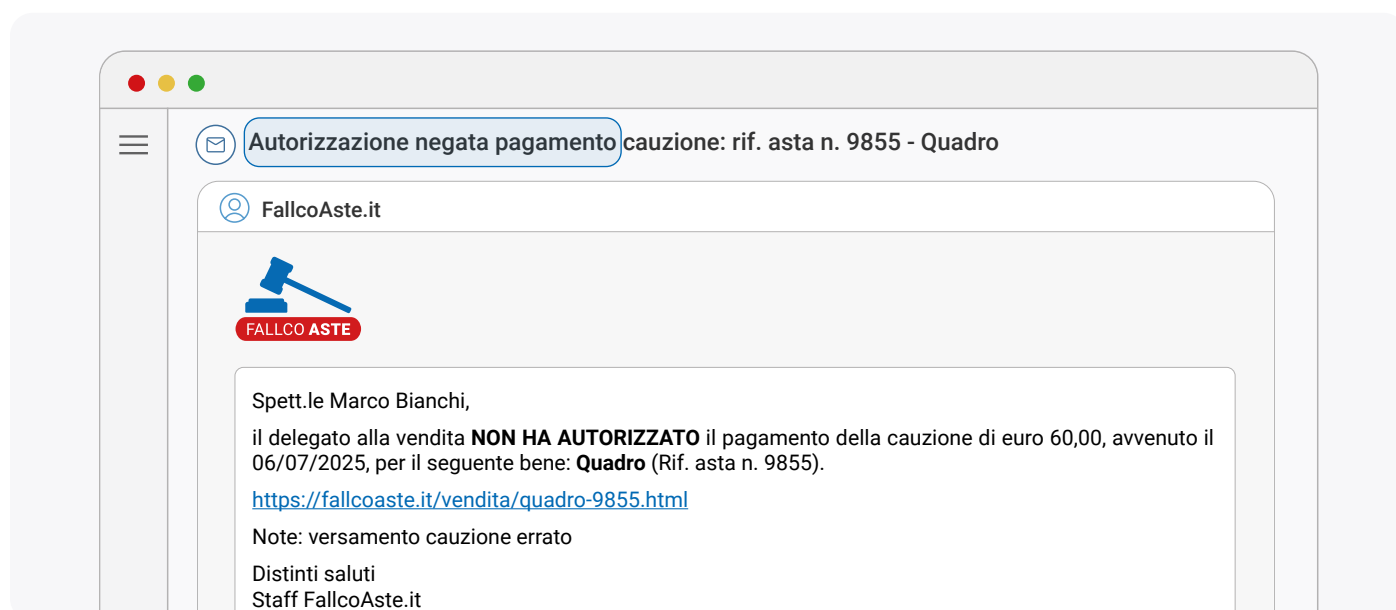 Autorizzazione negata pagamento cauzione: rif. asta n. 9855 - Quadro
FallcoAste.it
FALLCO ASTE
Spett.le Marco Bianchi,
il delegato alla vendita NON HA AUTORIZZATO il pagamento della cauzione di euro 60,00, avvenuto il
06/07/2025, per il seguente bene: Quadro (Rif. asta n. 9855).
https://fallcoaste.it/vendita/quadro-9855.html
Note: versamento cauzione errato
Distinti saluti
Staff FallcoAste.it